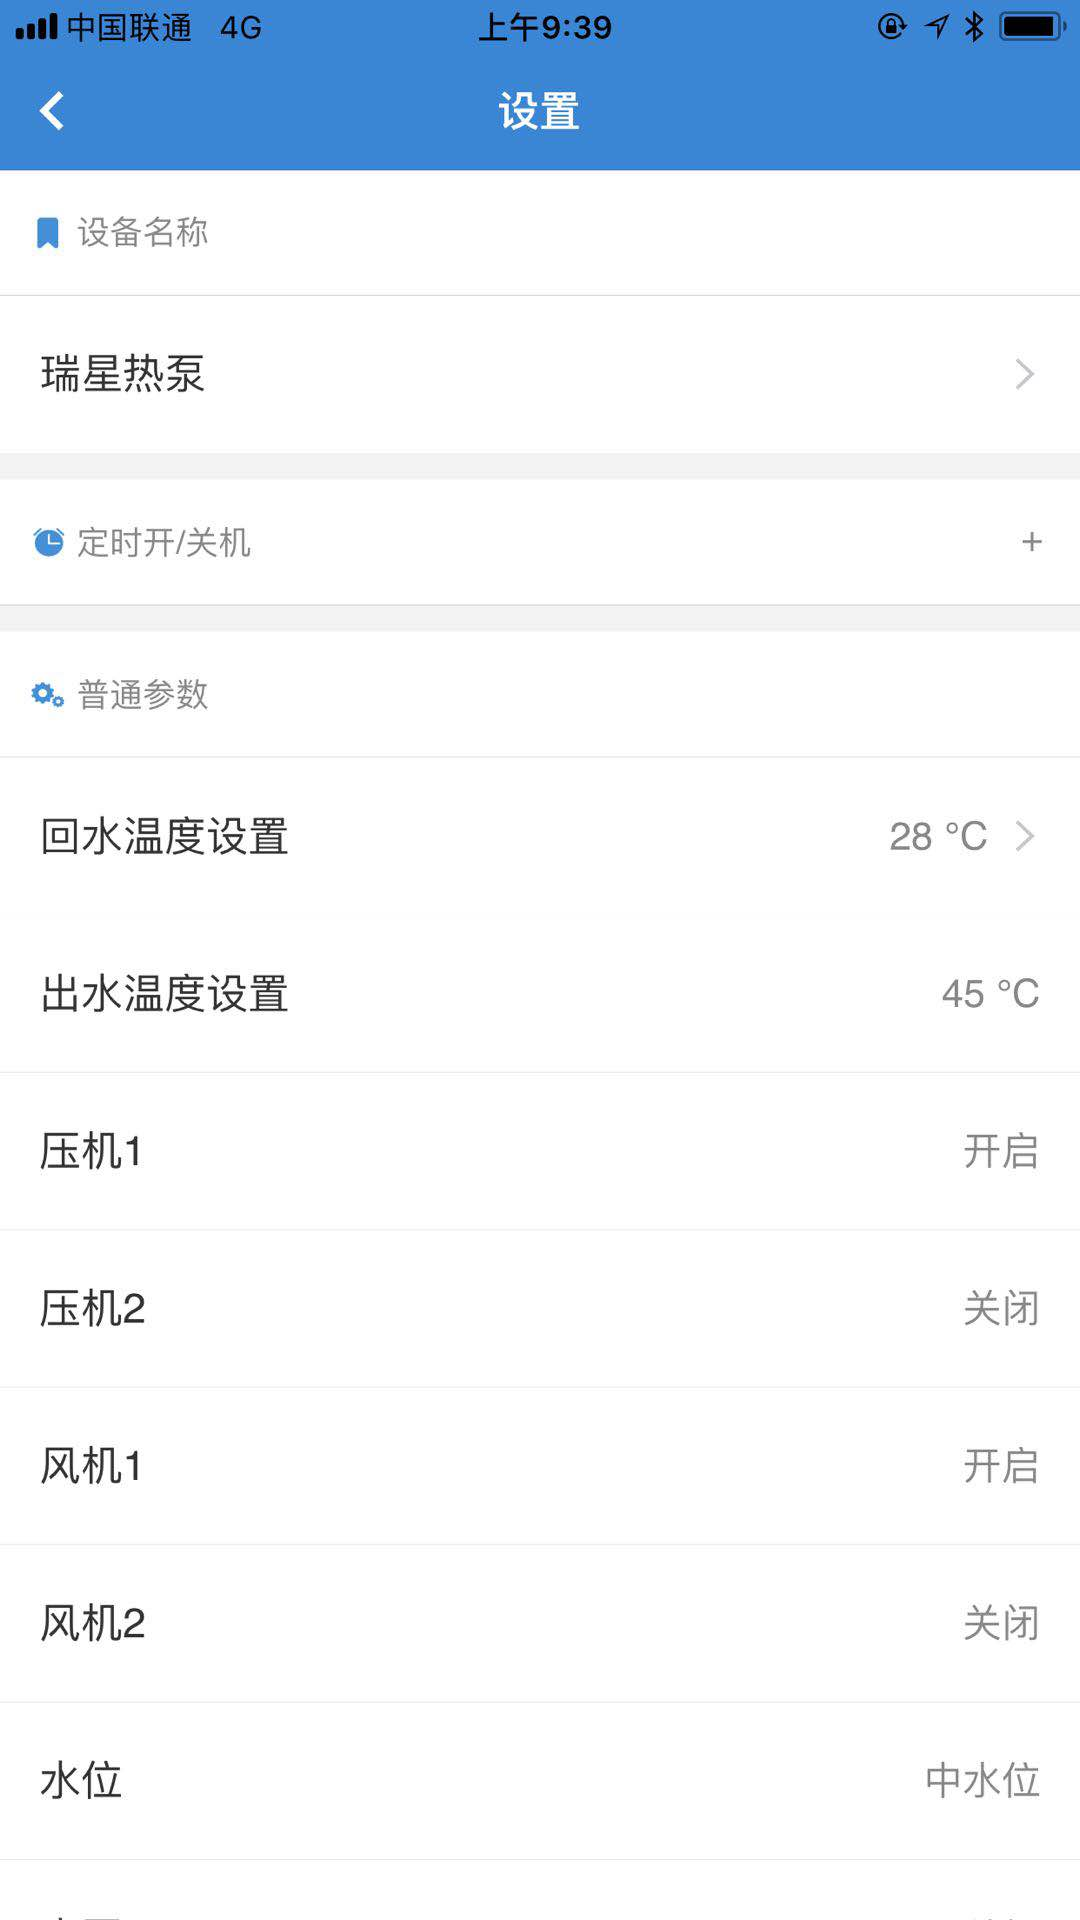 中国联通 4G 上午9:39
设置
设备名称
瑞星热泵
定时开/关机 +
普通参数
回水温度设置 28 °C
出水温度设置 45 °C
压机1 开启
压机2 关闭
风机1 开启
风机2 关闭
水位 中水位